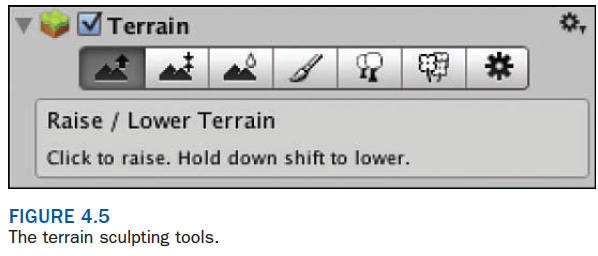 Terrain
Raise / Lower Terrain
Click to raise. Hold down shift to lower.
FIGURE 4.5
The terrain sculpting tools.